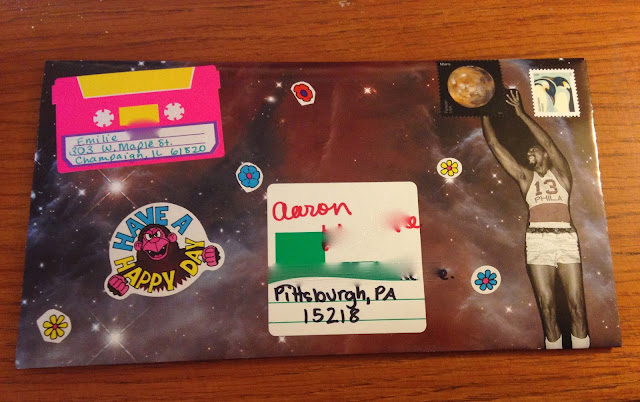 Emilie
303 W. Maple St.
Champaign, IL 61820
HAVE A
HAPPY DAY
Aaron
Pittsburgh, PA
15218
13
PHILA